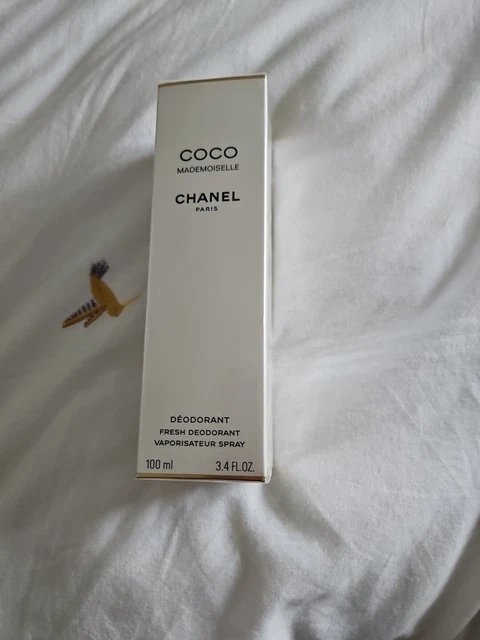 COCO
MADEMOISELLE
CHANEL
PARIS
DÉODORANT
FRESH DEODORANT
VAPORISATEUR SPRAY
100 ml 3.4 FL.OZ.